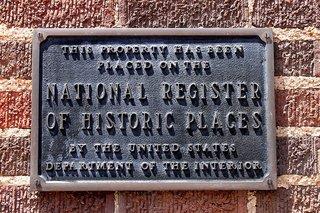 THIS PROPERTY HAS BEEN
PLACED ON THE
NATIONAL REGISTER
OF HISTORIC PLACES
BY THE UNITED STATES
DEPARTMENT OF THE INTERIOR